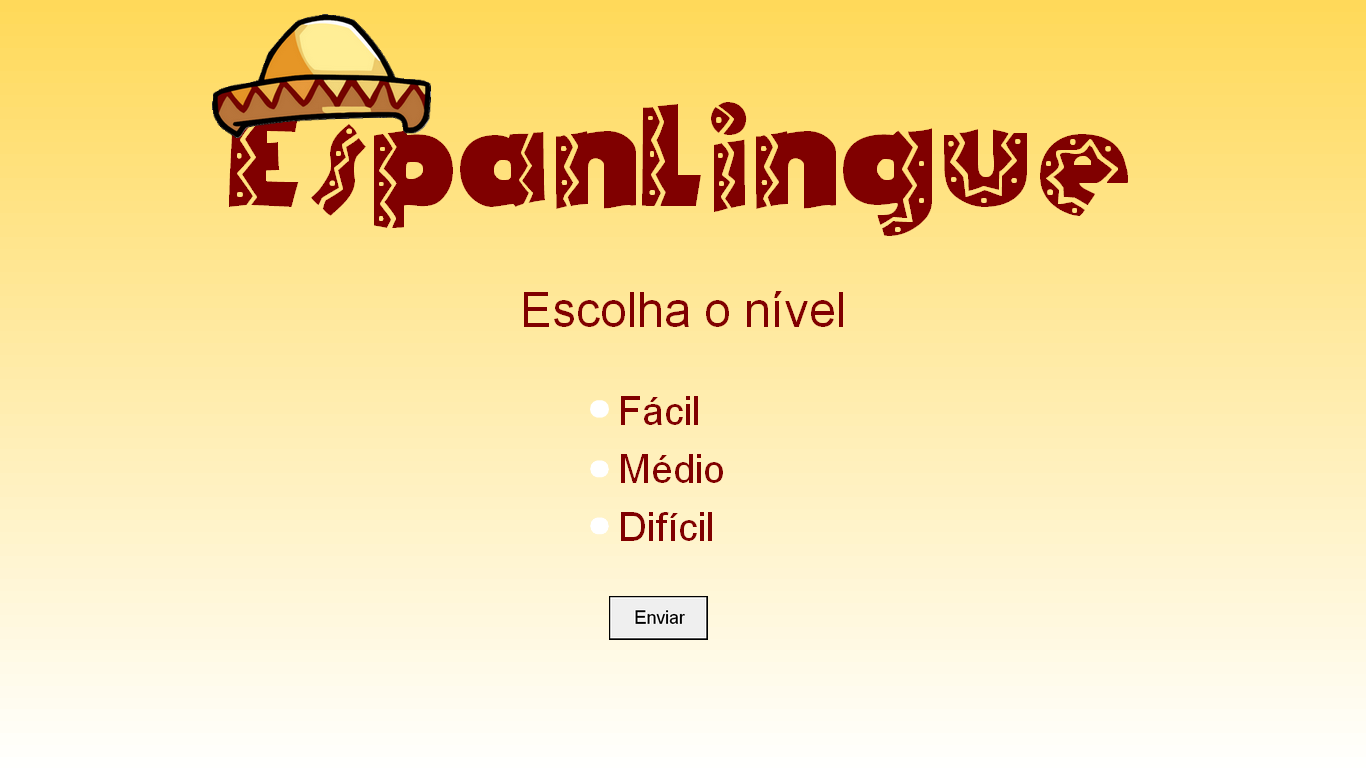 EspanLingue
Escolha o nível
Fácil
Médio
Difícil
Enviar